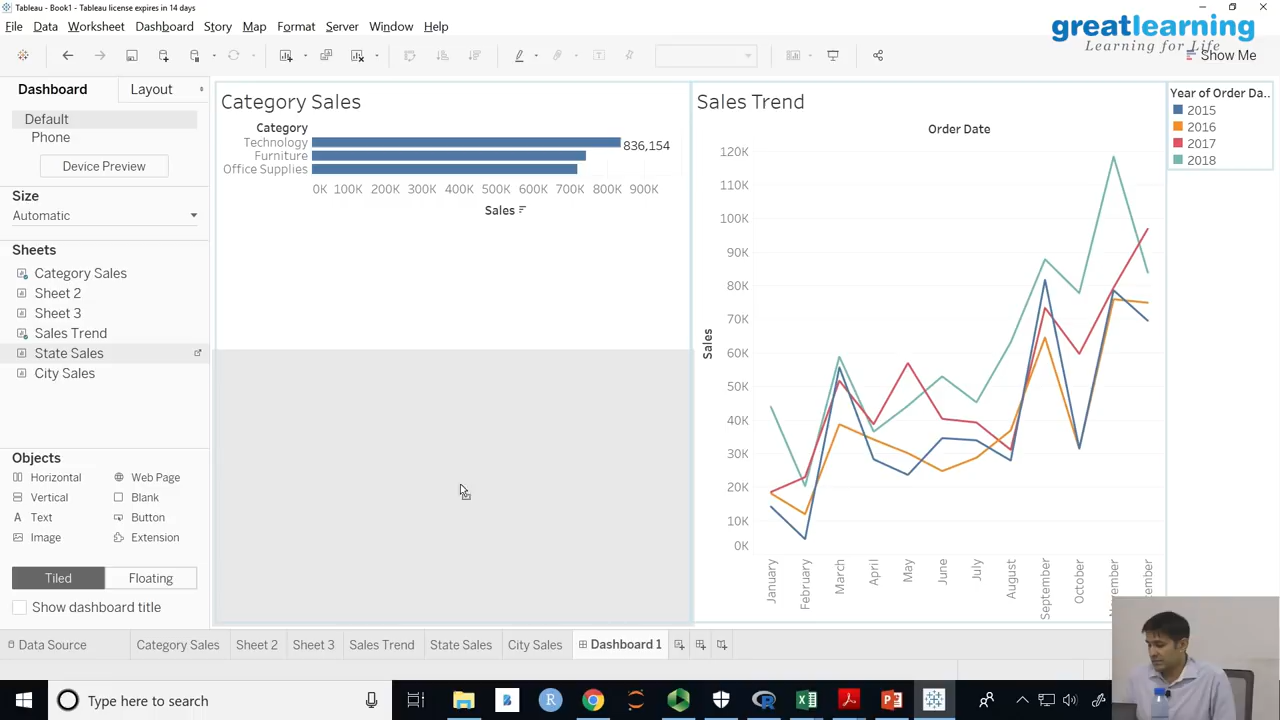 Tableau - Book1 - Tableau license expires in 14 days
File Data Worksheet Dashboard Story Map Format Server Window Help
greatlearning
Learning for Life
Show Me
Dashboard Layout
Default
Phone
Device Preview
Size
Automatic
Sheets
Category Sales
Sheet 2
Sheet 3
Sales Trend
State Sales
City Sales
Objects
Horizontal Web Page
Vertical Blank
Text Button
Image Extension
Tiled Floating
Show dashboard title
Category Sales
Category
Technology 836,154
Furniture
Office Supplies
0K 100K 200K 300K 400K 500K 600K 700K 800K 900K
Sales
Sales Trend
Order Date
120K
110K
100K
90K
80K
70K
60K
50K
40K
30K
20K
10K
0K
Sales
January February March April May June July August September October
Year of Order Da..
2015
2016
2017
2018
Data Source Category Sales Sheet 2 Sheet 3 Sales Trend State Sales City Sales Dashboard 1
Type here to search